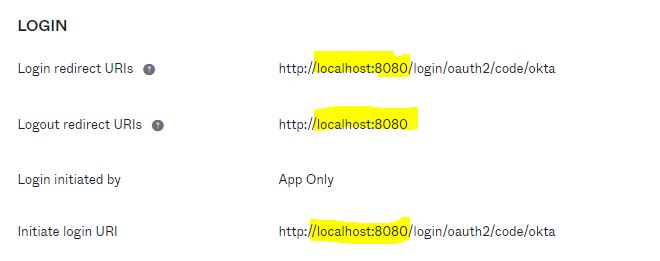 LOGIN
Login redirect URIs ? http://localhost:8080/login/oauth2/code/okta
Logout redirect URIs ? http://localhost:8080
Login initiated by App Only
Initiate login URI http://localhost:8080/login/oauth2/code/okta